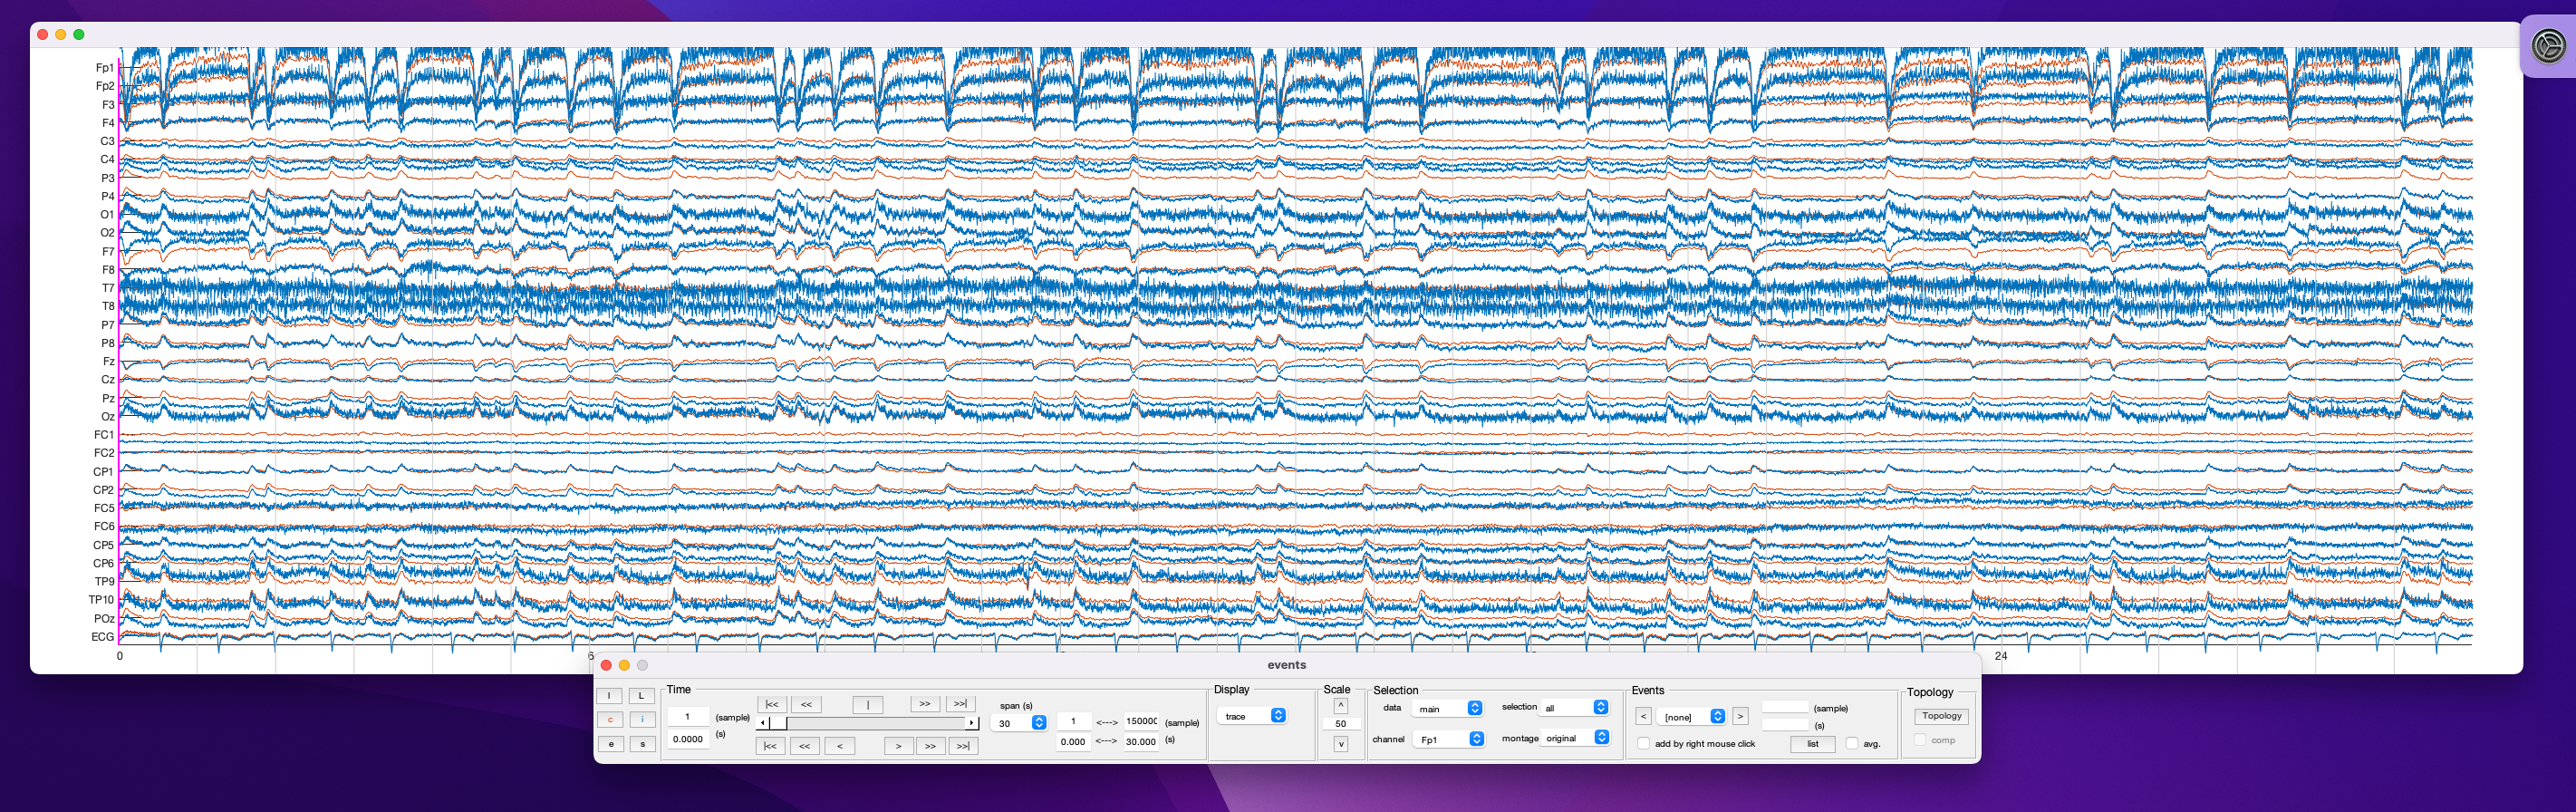 Fp1
Fp2
F3
F4
C3
C4
P3
P4
O1
O2
F7
F8
T7
T8
P7
P8
Fz
Cz
Pz
Oz
FC1
FC2
CP1
CP2
FC5
FC6
CP5
CP6
TP9
TP10
POz
ECG
0
6
24
events
I L
c i
e s
Time
1 (sample)
0.0000 (s)
|<< << | >> >>|
|<< << < > >> >>|
span (s)
30
1 <---> 15000( (sample)
0.000 <---> 30.000 (s)
Display
trace
Scale
^
50
v
Selection
data main selection all
channel Fp1 montage original
Events
< [none] > (sample)
(s)
add by right mouse click list avg.
Topology
Topology
comp